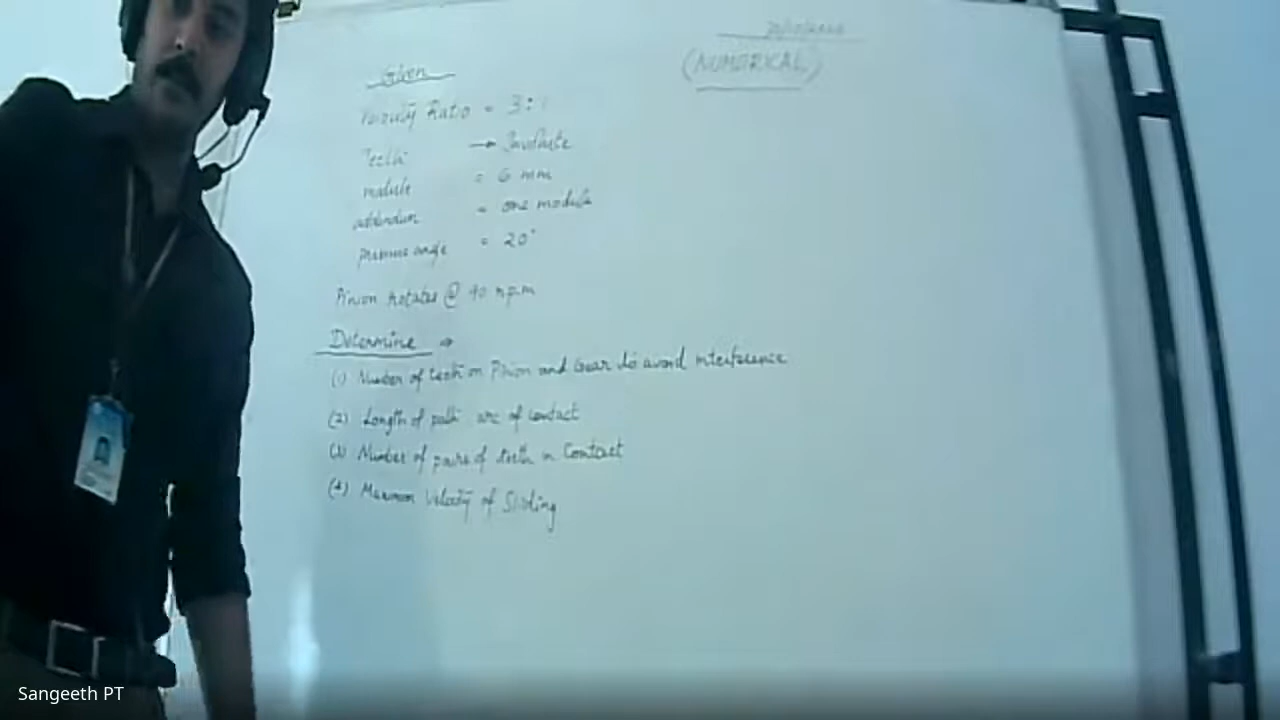 (NUMERICAL)
Given
Velocity Ratio = 3:1
Teeth → Involute
module = 6 mm
addendum = one module
pressure angle = 20°
Pinion rotates @ 90 rpm
Determine →
(1) Number of teeth on Pinion and Gear to avoid interference
(2) Length of path, arc of contact
(3) Number of pairs of teeth in Contact
(4) Maximum Velocity of Sliding
Sangeeth PT